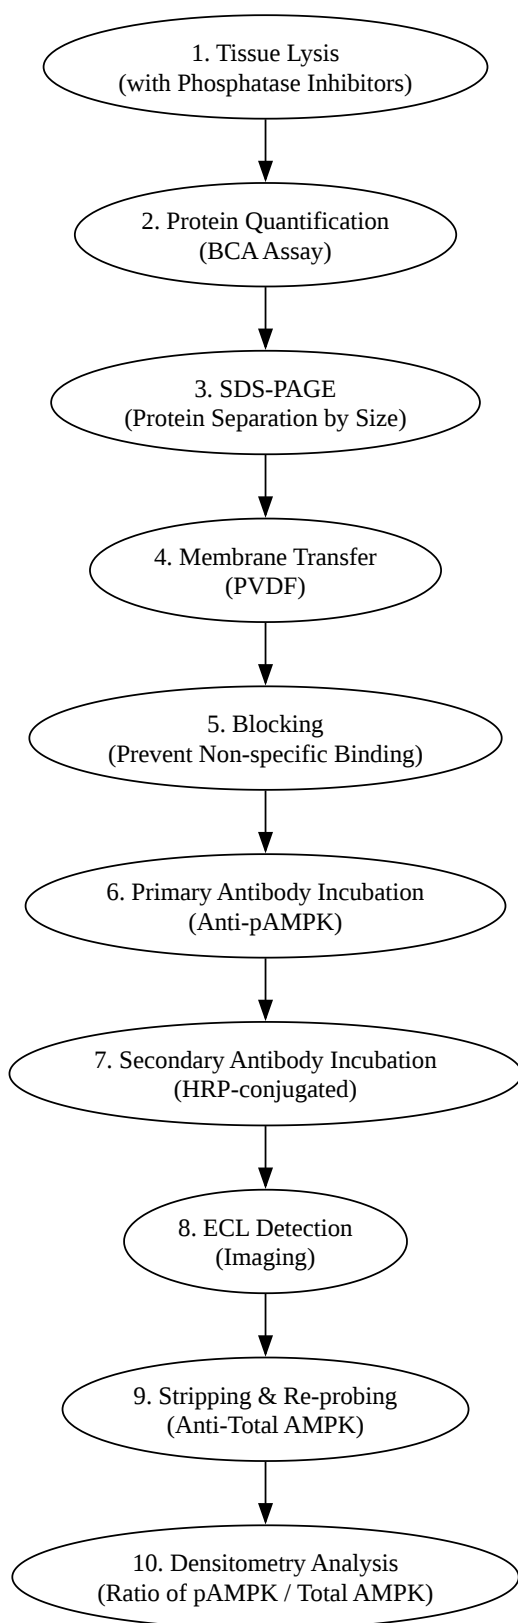 1. Tissue Lysis
(with Phosphatase Inhibitors)
2. Protein Quantification
(BCA Assay)
3. SDS-PAGE
(Protein Separation by Size)
4. Membrane Transfer
(PVDF)
5. Blocking
(Prevent Non-specific Binding)
6. Primary Antibody Incubation
(Anti-pAMPK)
7. Secondary Antibody Incubation
(HRP-conjugated)
8. ECL Detection
(Imaging)
9. Stripping & Re-probing
(Anti-Total AMPK)
10. Densitometry Analysis
(Ratio of pAMPK / Total AMPK)